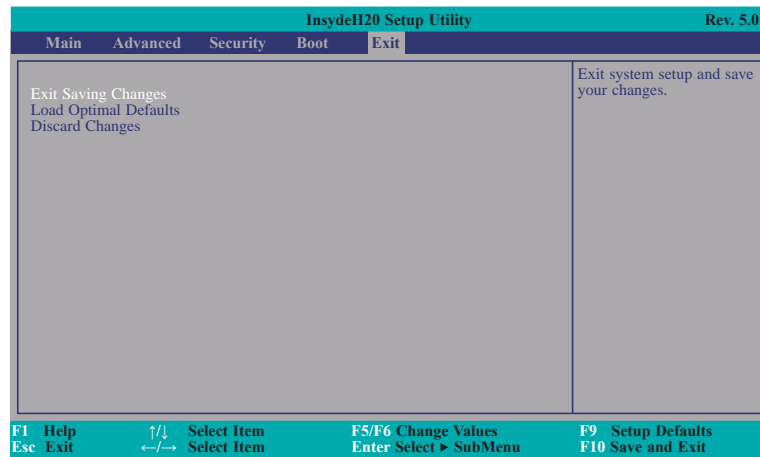 InsydeH20 Setup Utility Rev. 5.0
Main Advanced Security Boot Exit
Exit Saving Changes
Load Optimal Defaults
Discard Changes
Exit system setup and save
your changes.
F1 Help ↑/↓ Select Item F5/F6 Change Values F9 Setup Defaults
Esc Exit ←/→ Select Item Enter Select ▶ SubMenu F10 Save and Exit